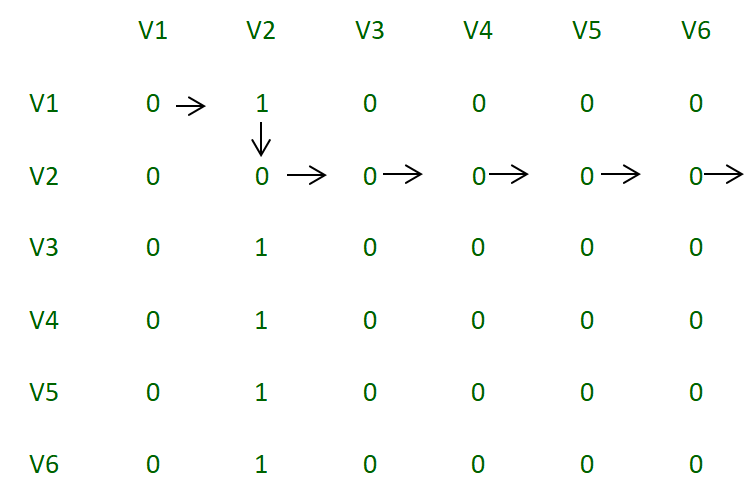 V1 V2 V3 V4 V5 V6
V1 0 1 0 0 0 0
V2 0 0 0 0 0 0
V3 0 1 0 0 0 0
V4 0 1 0 0 0 0
V5 0 1 0 0 0 0
V6 0 1 0 0 0 0